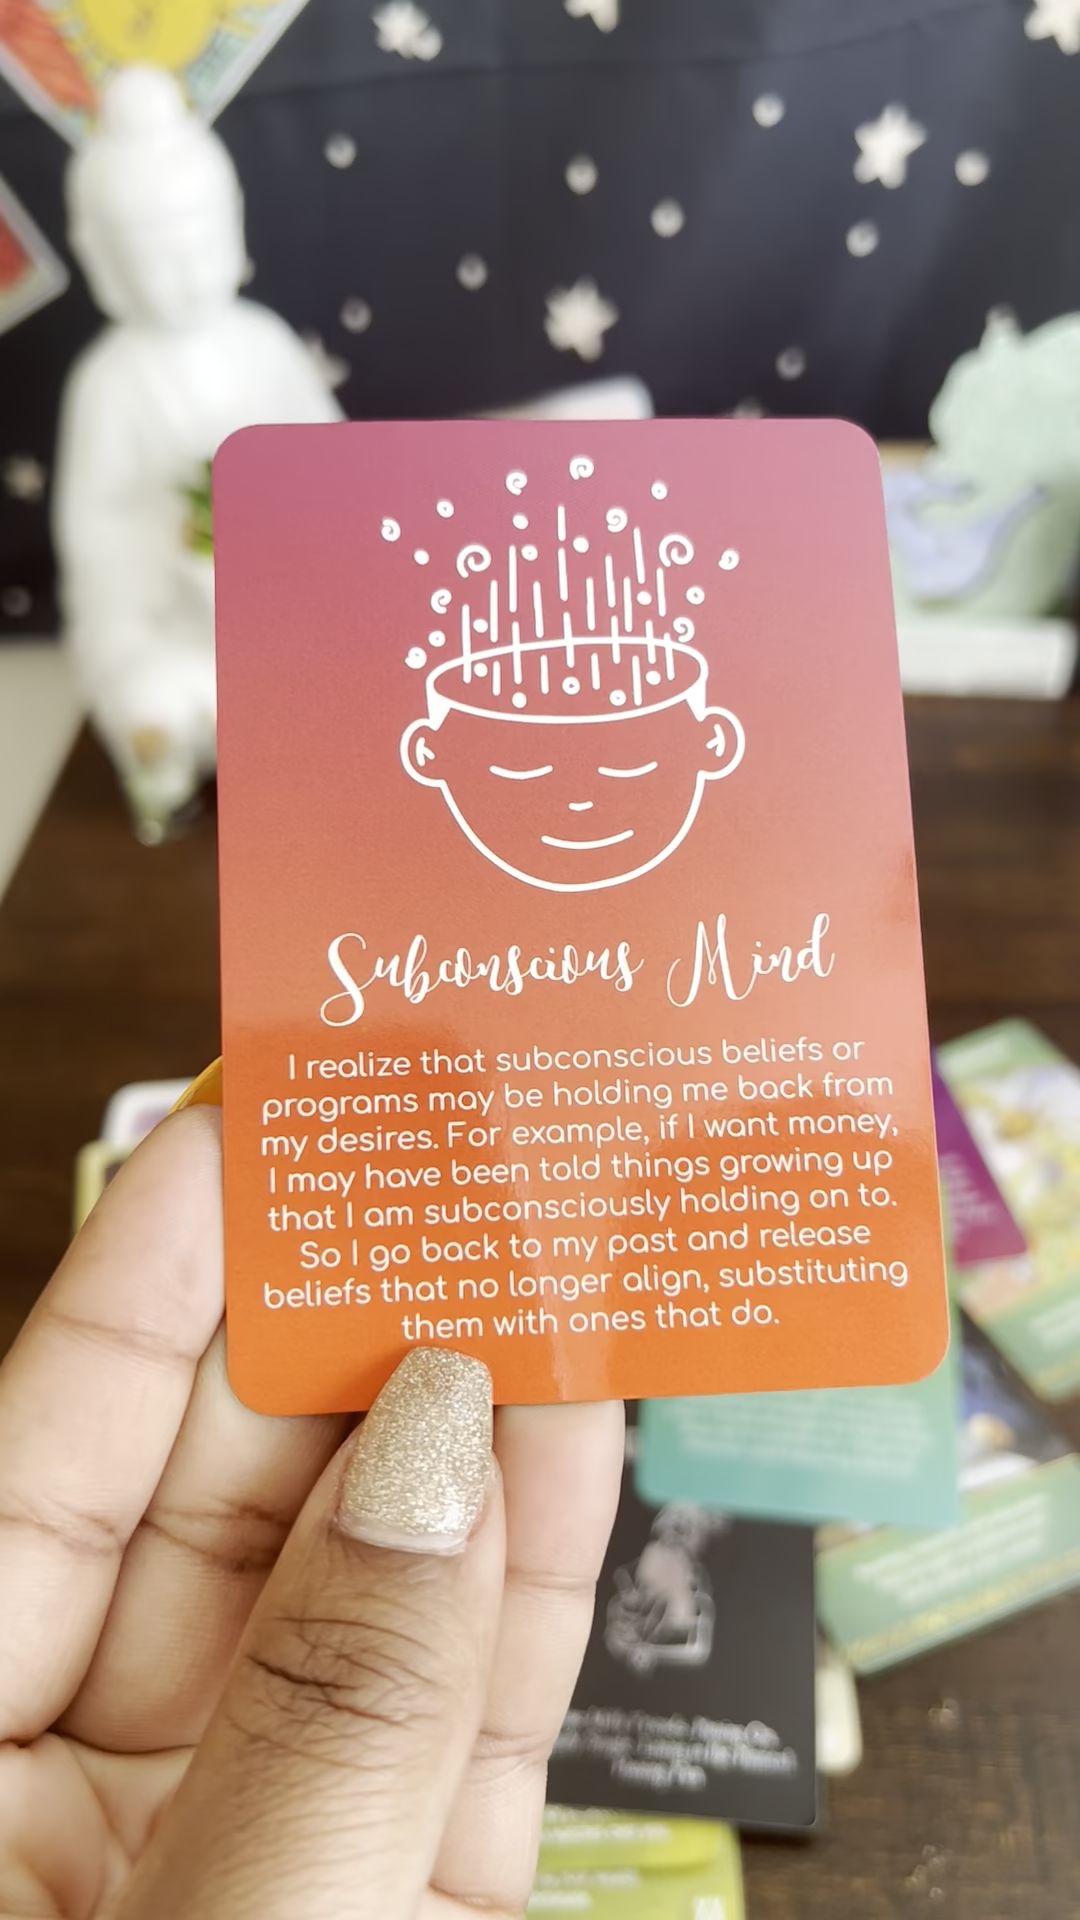 Subconscious Mind
I realize that subconscious beliefs or
programs may be holding me back from
my desires. For example, if I want money,
I may have been told things growing up
that I am subconsciously holding on to.
So I go back to my past and release
beliefs that no longer align, substituting
them with ones that do.